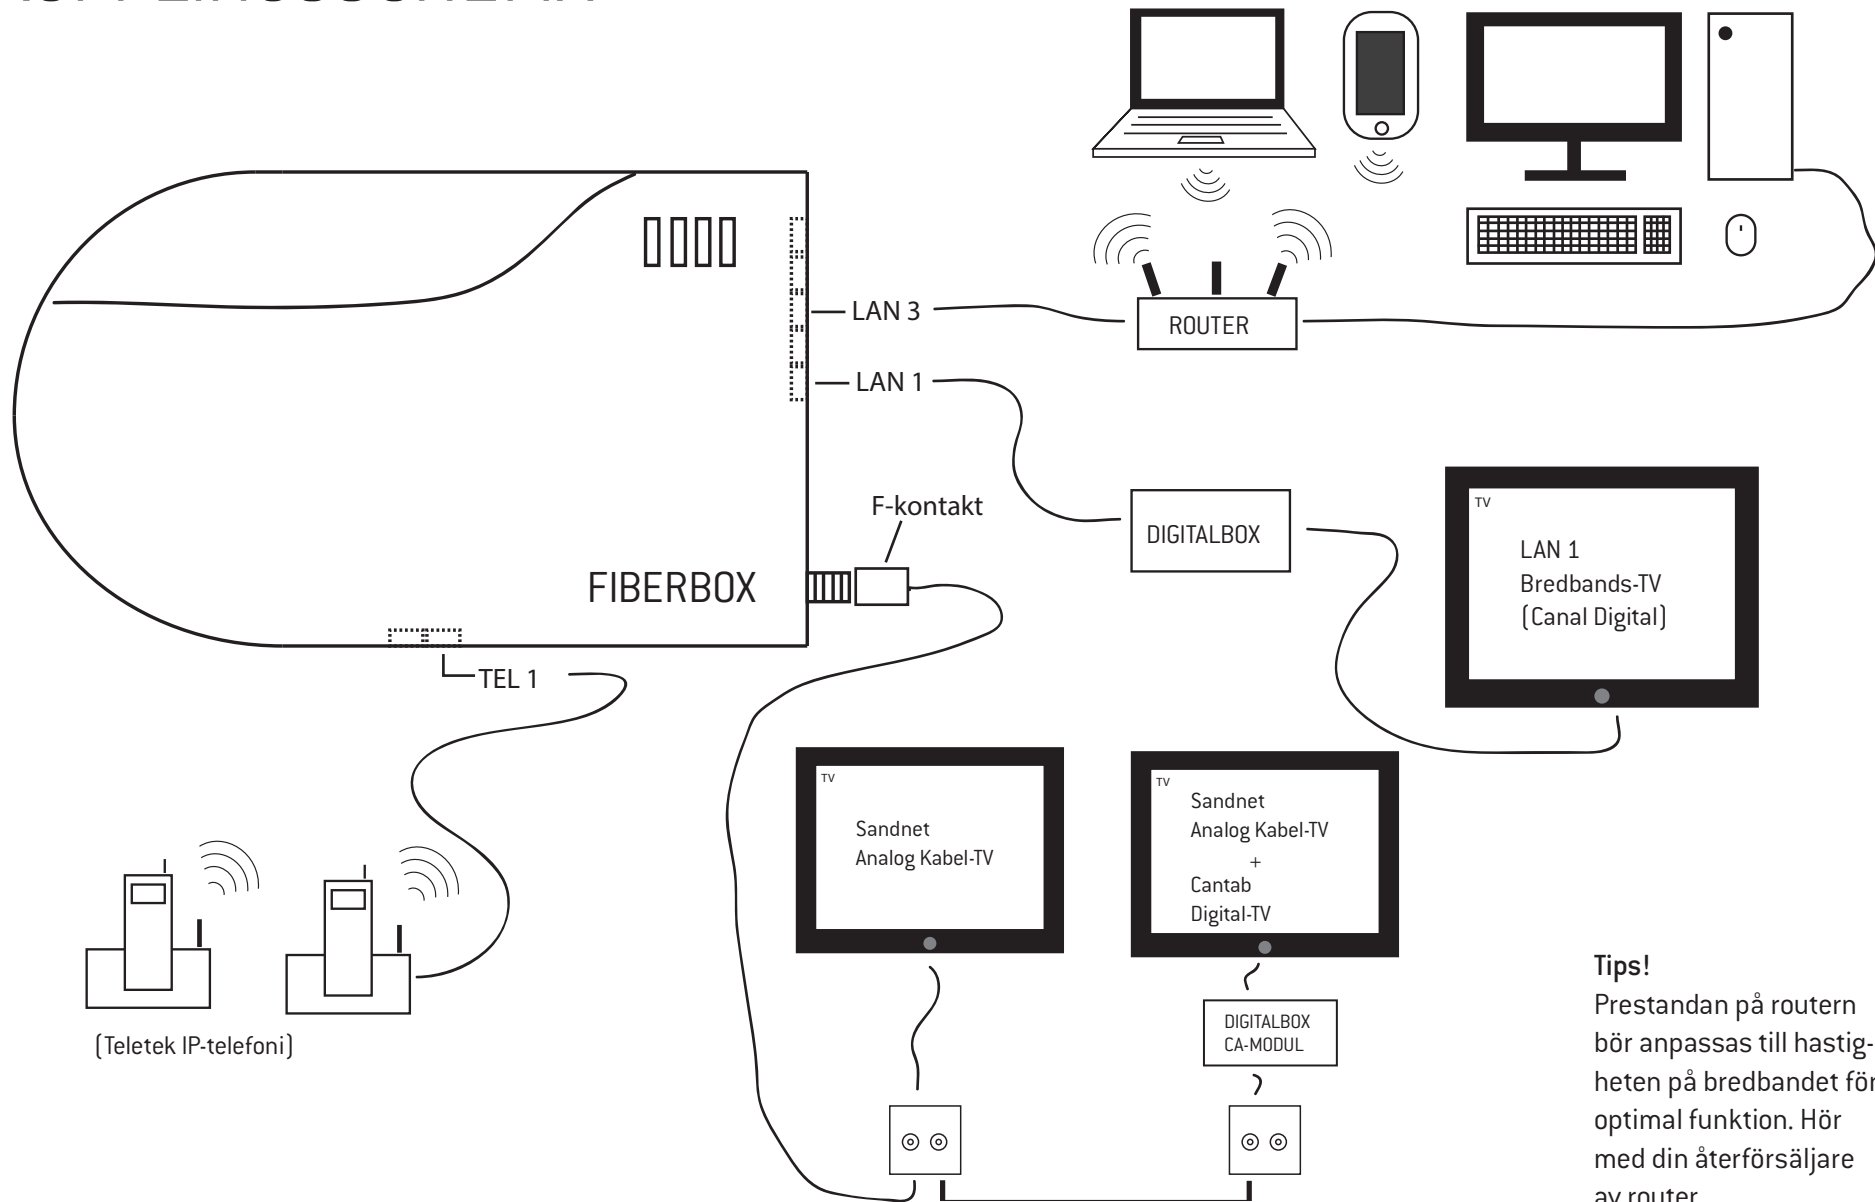 LAN 3
ROUTER
LAN 1
F-kontakt
DIGITALBOX
TV
LAN 1
Bredbands-TV
(Canal Digital)
FIBERBOX
TEL 1
TV
Sandnet
Analog Kabel-TV
TV
Sandnet
Analog Kabel-TV
+
Cantab
Digital-TV
DIGITALBOX
CA-MODUL
(Teletek IP-telefoni)
Tips!
Prestandan på routern
bör anpassas till hastig-
heten på bredbandet för
optimal funktion. Hör
med din återförsäljare
av router